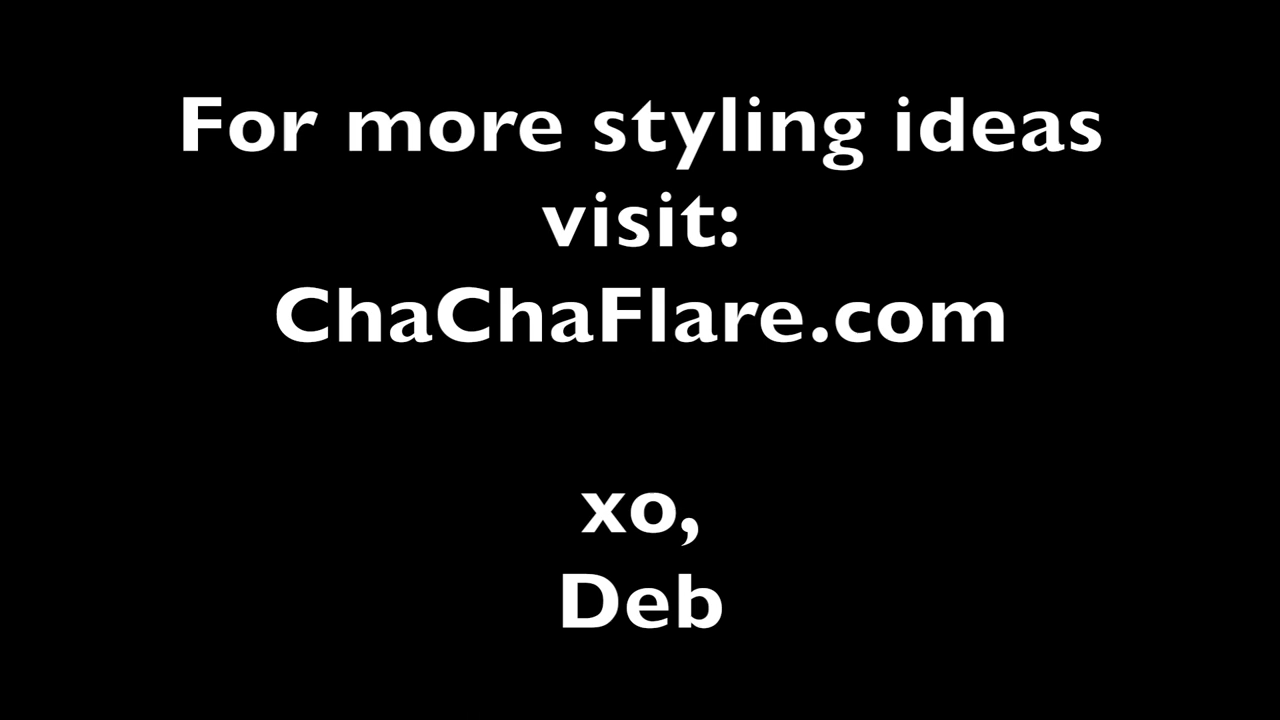 For more styling ideas
visit:
ChaChaFlare.com
xo,
Deb